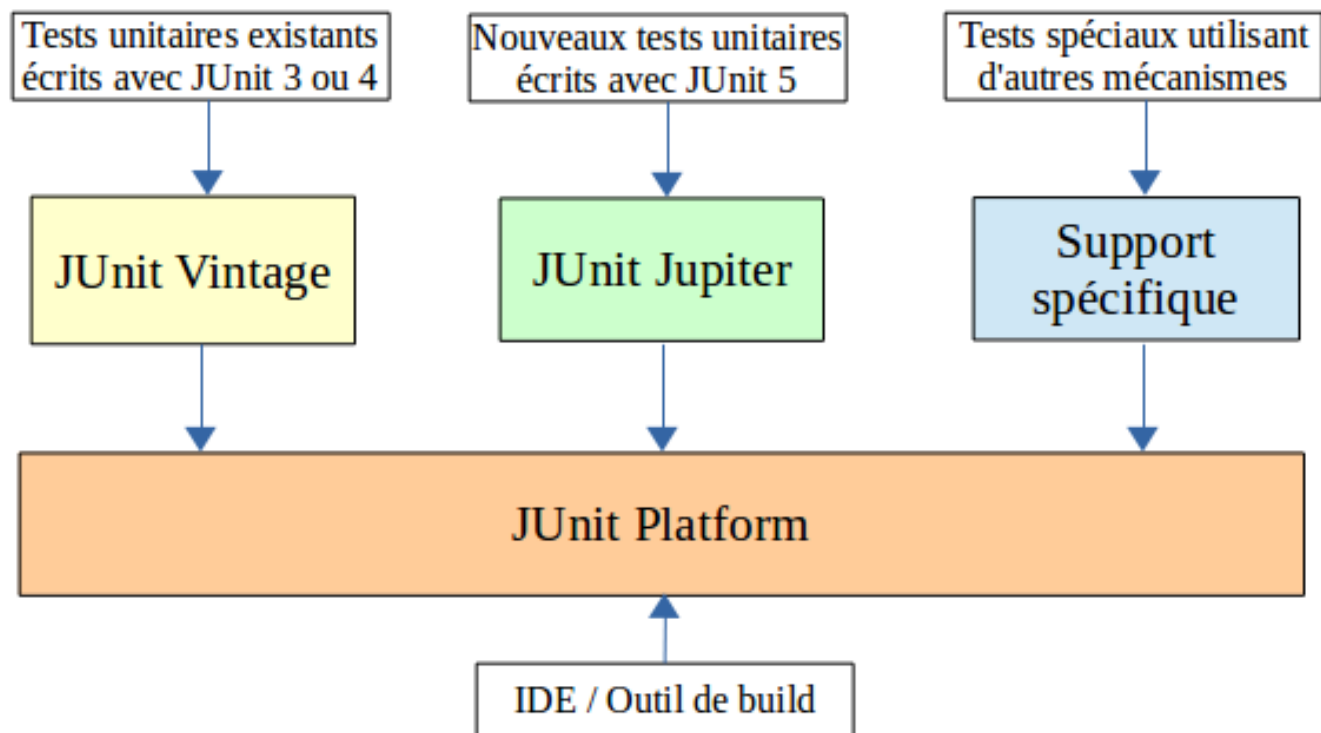 Tests unitaires existants
écrits avec JUnit 3 ou 4
Nouveaux tests unitaires
écrits avec JUnit 5
Tests spéciaux utilisant
d'autres mécanismes
JUnit Vintage
JUnit Jupiter
Support
spécifique
JUnit Platform
IDE / Outil de build